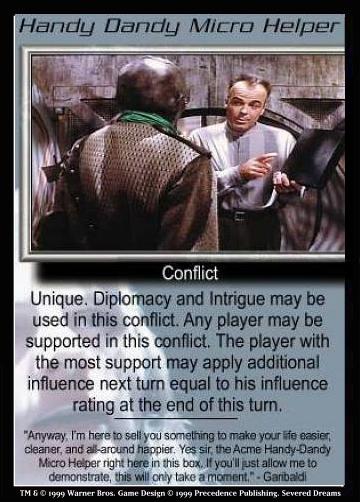 Handy Dandy Micro Helper
Conflict
Unique. Diplomacy and Intrigue may be
used in this conflict. Any player may be
supported in this conflict. The player with
the most support may apply additional
influence next turn equal to his influence
rating at the end of this turn.
"Anyway, I'm here to sell you something to make your life easier,
cleaner, and all-around happier. Yes sir, the Acme Handy-Dandy
Micro Helper right here in this box. If you'll just allow me to
demonstrate, this will only take a moment." - Garibaldi
TM & © 1999 Warner Bros. Game Design © 1999 Precedence Publishing. Severed Dreams